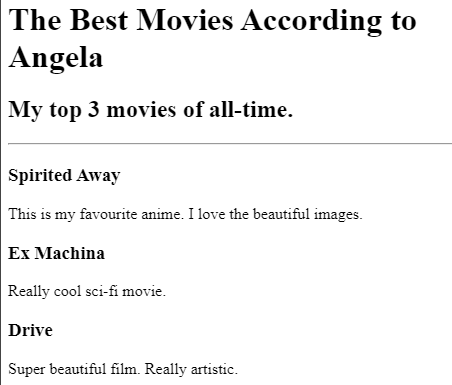 The Best Movies According to
Angela
My top 3 movies of all-time.
Spirited Away
This is my favourite anime. I love the beautiful images.
Ex Machina
Really cool sci-fi movie.
Drive
Super beautiful film. Really artistic.